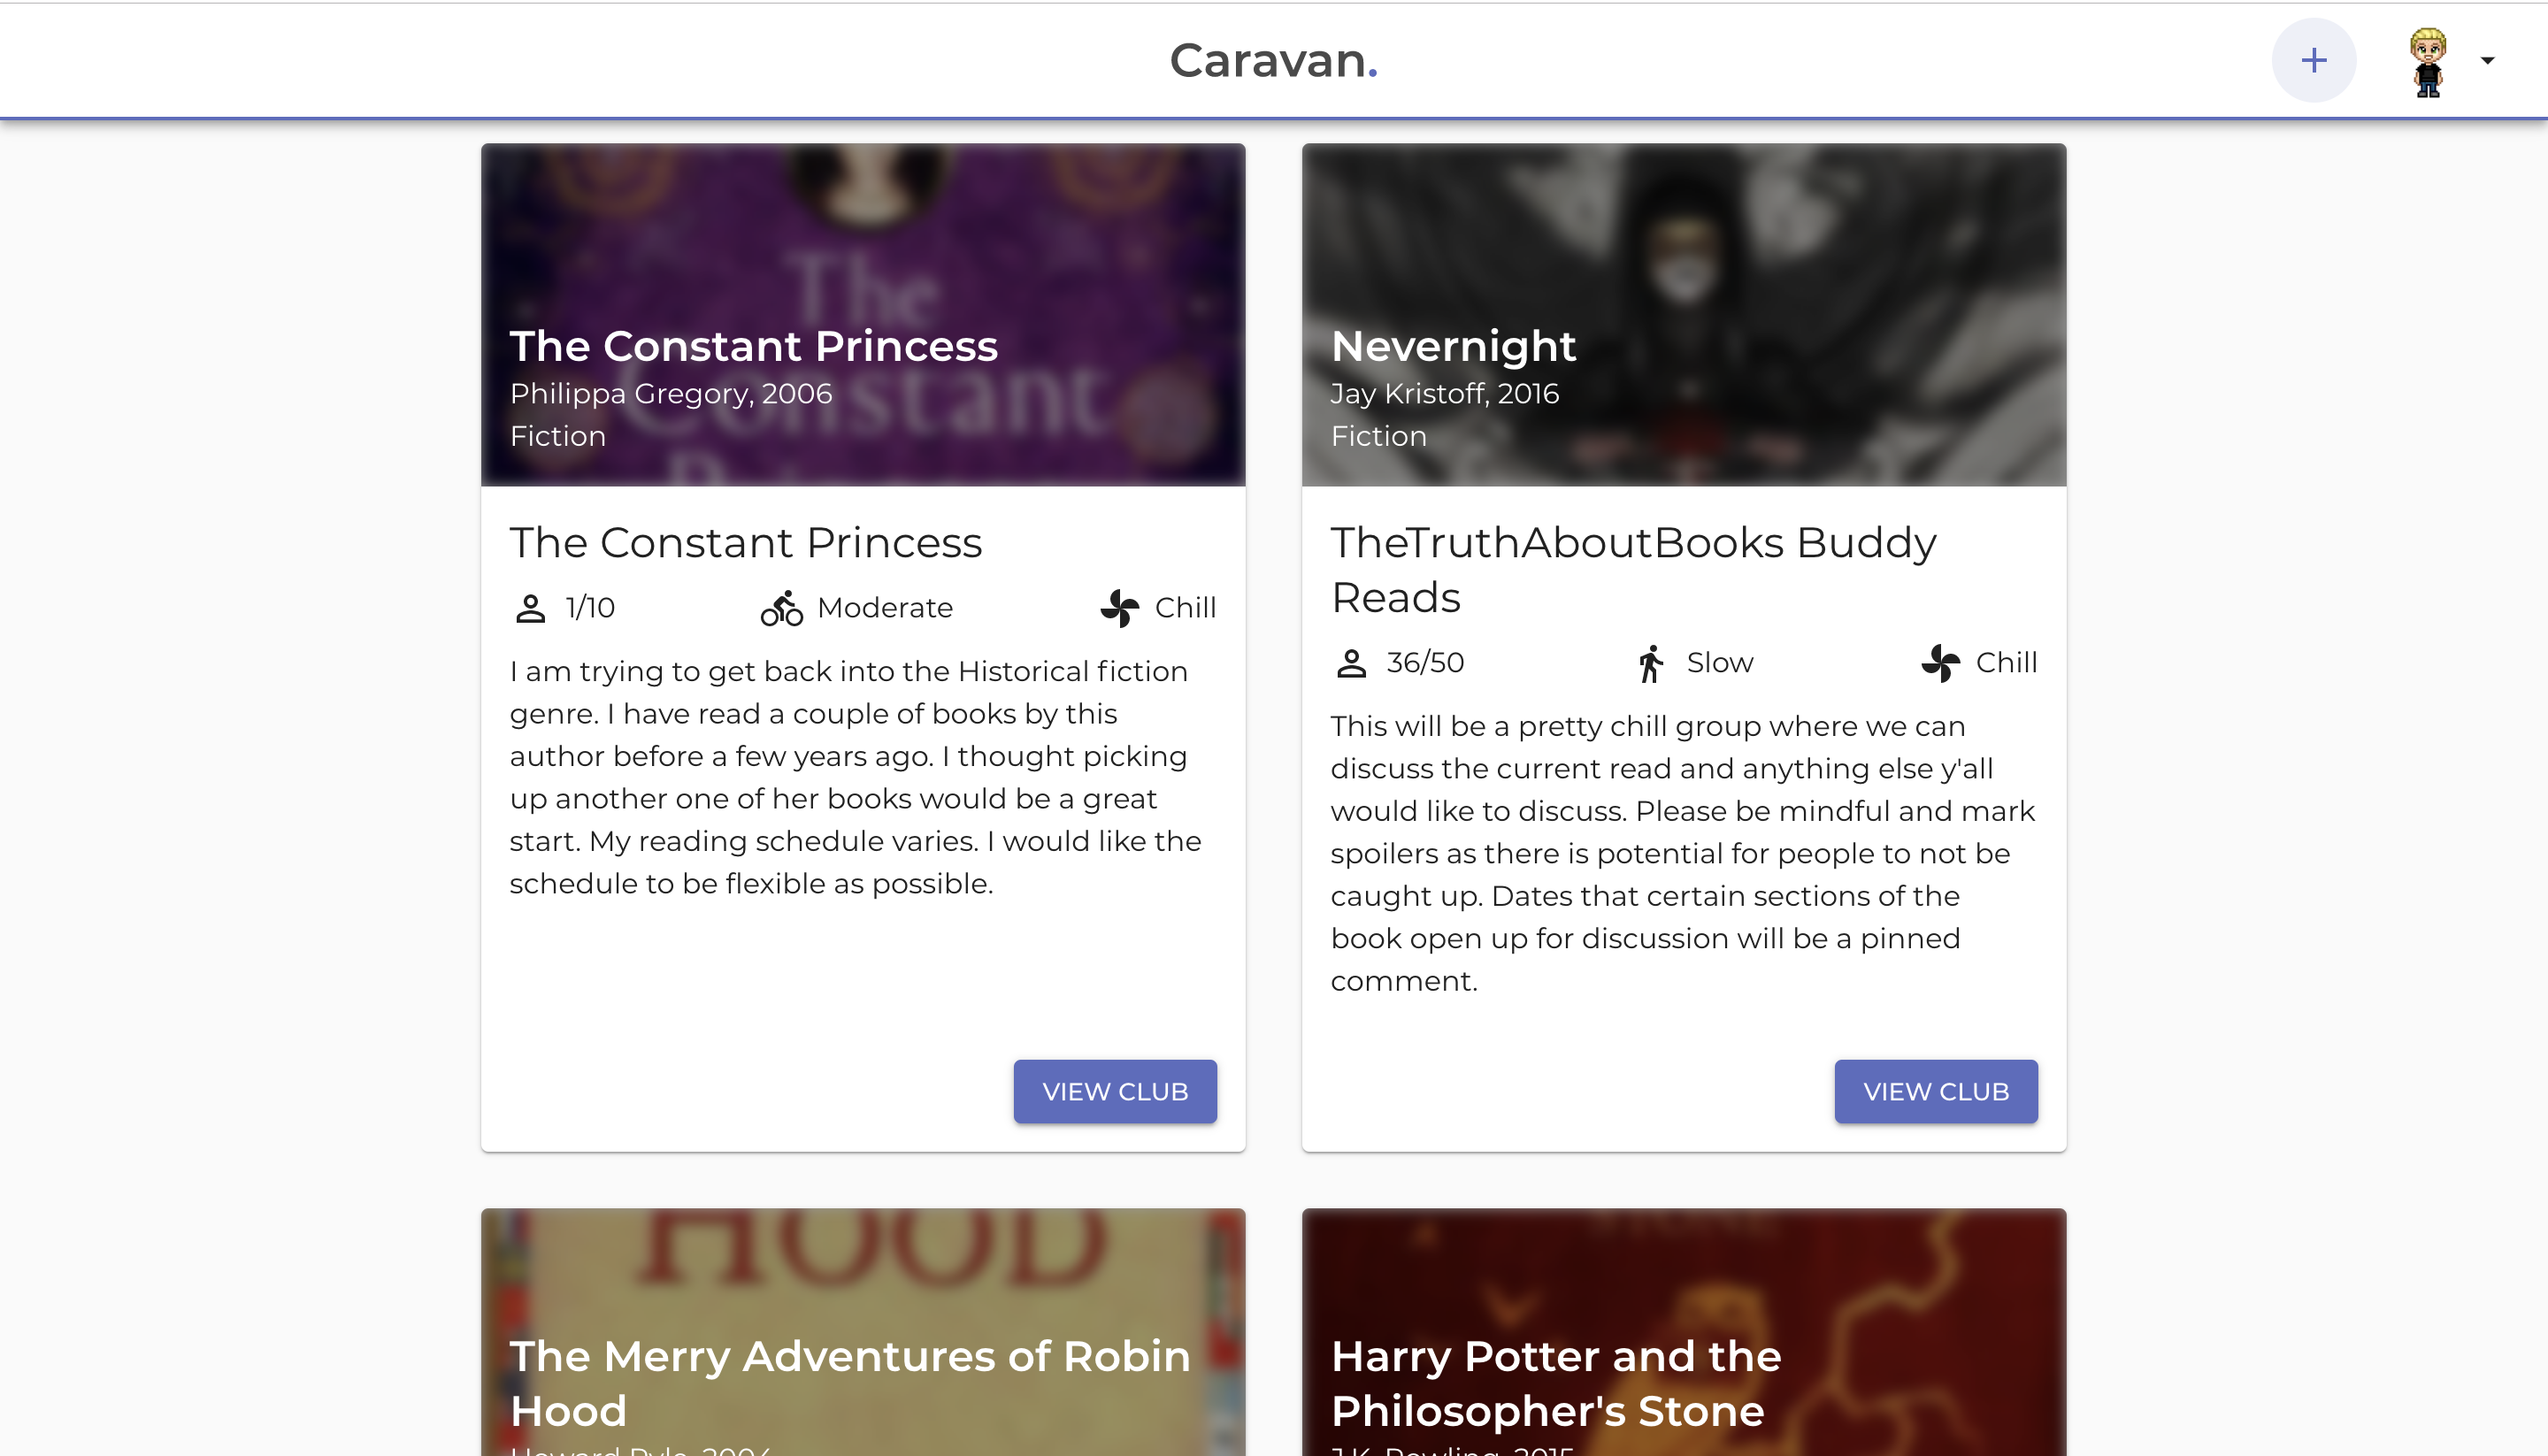 Caravan.
The Constant Princess
Philippa Gregory, 2006
Fiction
The Constant Princess
1/10 Moderate Chill
I am trying to get back into the Historical fiction
genre. I have read a couple of books by this
author before a few years ago. I thought picking
up another one of her books would be a great
start. My reading schedule varies. I would like the
schedule to be flexible as possible.
VIEW CLUB
Nevernight
Jay Kristoff, 2016
Fiction
TheTruthAboutBooks Buddy
Reads
36/50 Slow Chill
This will be a pretty chill group where we can
discuss the current read and anything else y'all
would like to discuss. Please be mindful and mark
spoilers as there is potential for people to not be
caught up. Dates that certain sections of the
book open up for discussion will be a pinned
comment.
VIEW CLUB
HOOD
The Merry Adventures of Robin
Hood
Howard Pyle, 2004
Harry Potter and the
Philosopher's Stone
J.K. Rowling, 2015